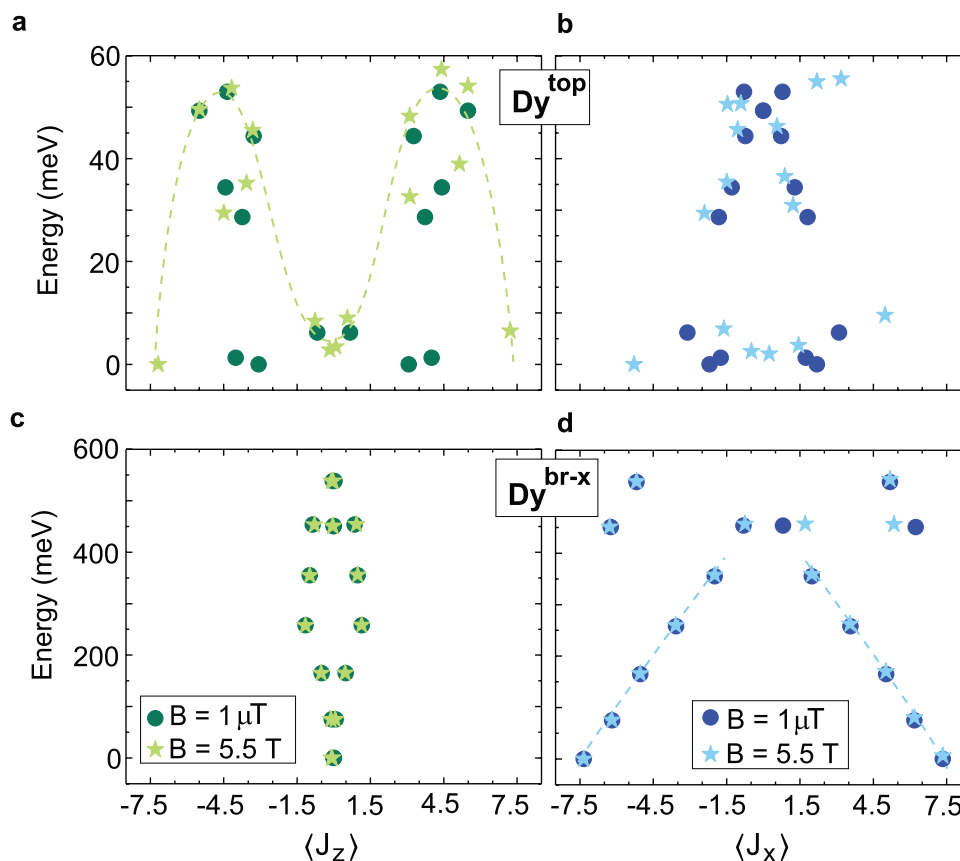 a
b
60
40
20
0
Energy (meV)
Dy^top
c
d
600
400
200
0
Energy (meV)
Dy^br-x
B = 1 μT
B = 5.5 T
B = 1 μT
B = 5.5 T
-7.5 -4.5 -1.5 1.5 4.5 7.5
-7.5 -4.5 -1.5 1.5 4.5 7.5
⟨J_z⟩
⟨J_x⟩